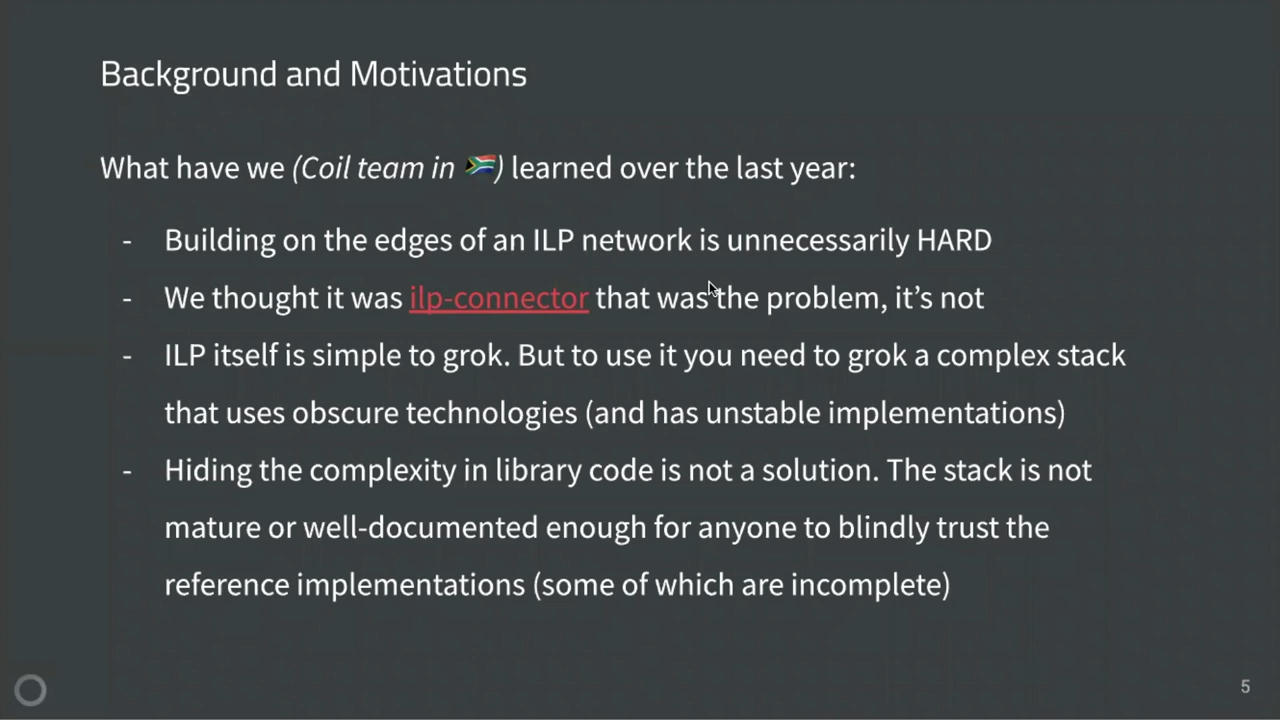 Background and Motivations
What have we (Coil team in 🇿🇦) learned over the last year:
- Building on the edges of an ILP network is unnecessarily HARD
- We thought it was ilp-connector that was the problem, it’s not
- ILP itself is simple to grok. But to use it you need to grok a complex stack
that uses obscure technologies (and has unstable implementations)
- Hiding the complexity in library code is not a solution. The stack is not
mature or well-documented enough for anyone to blindly trust the
reference implementations (some of which are incomplete)
5